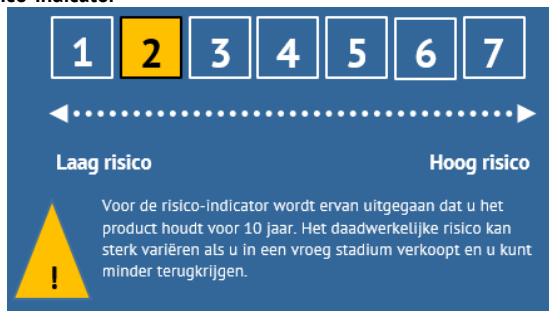 ico-indicator
1 2 3 4 5 6 7
Laag risico Hoog risico
Voor de risico-indicator wordt ervan uitgegaan dat u het
product houdt voor 10 jaar. Het daadwerkelijke risico kan
sterk variëren als u in een vroeg stadium verkoopt en u kunt
minder terugkrijgen.
!